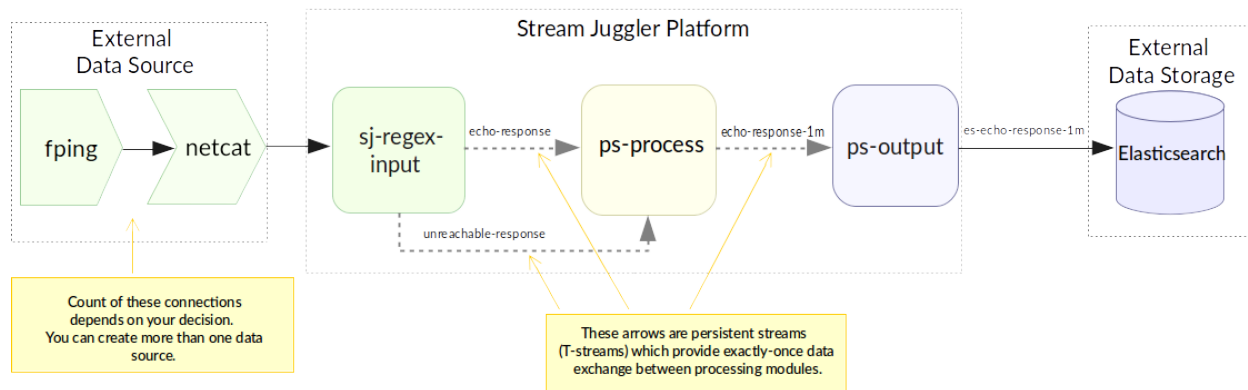 External
Data Source
Stream Juggler Platform
External
Data Storage
fping
netcat
sj-regex-
input
echo-response
ps-process
echo-response-1m
ps-output
es-echo-response-1m
Elasticsearch
unreachable-response
Count of these connections
depends on your decision.
You can create more than one data
source.
These arrows are persistent streams
(T-streams) which provide exactly-once data
exchange between processing modules.